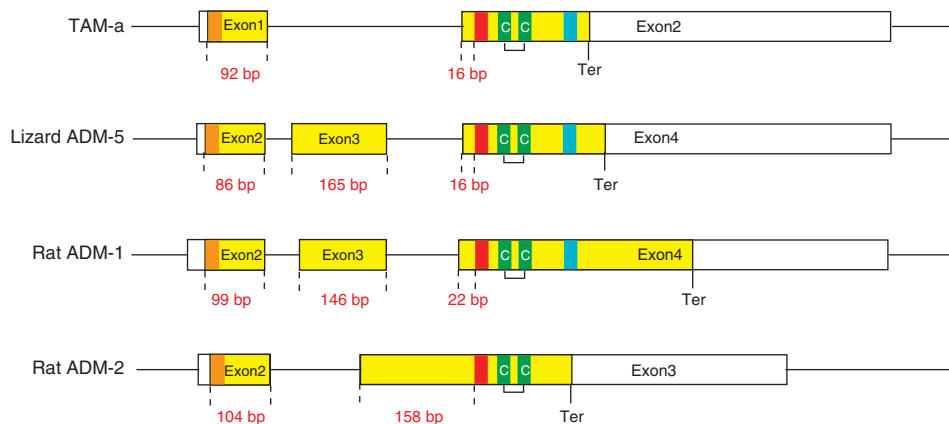 TAM-a Exon1 C C Exon2
92 bp 16 bp Ter
Lizard ADM-5 Exon2 Exon3 C C Exon4
86 bp 165 bp 16 bp Ter
Rat ADM-1 Exon2 Exon3 C C Exon4
99 bp 146 bp 22 bp Ter
Rat ADM-2 Exon2 C C Exon3
104 bp 158 bp Ter